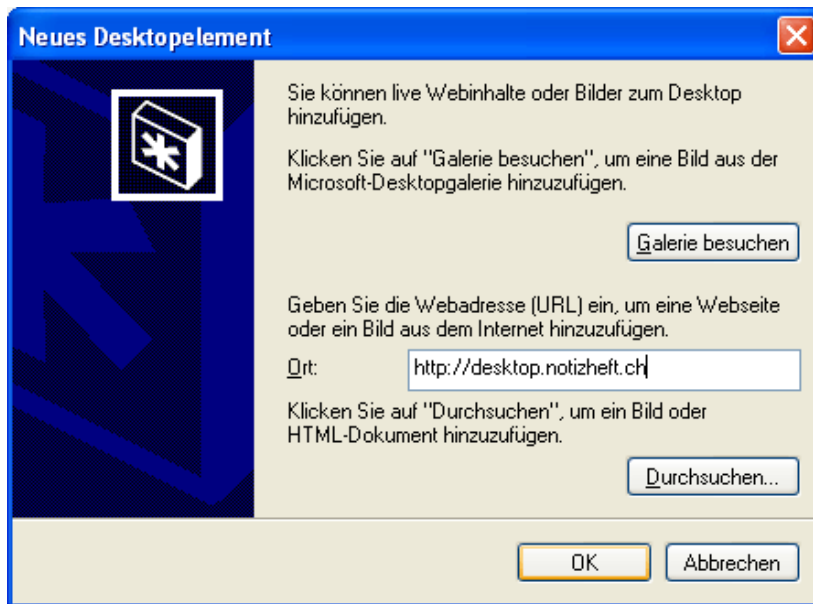 Neues Desktopelement
Sie können live Webinhalte oder Bilder zum Desktop
hinzufügen.
Klicken Sie auf "Galerie besuchen", um eine Bild aus der
Microsoft-Desktopgalerie hinzuzufügen.
Galerie besuchen
Geben Sie die Webadresse (URL) ein, um eine Webseite
oder ein Bild aus dem Internet hinzuzufügen.
Ort: http://desktop.notizheft.ch
Klicken Sie auf "Durchsuchen", um ein Bild oder
HTML-Dokument hinzuzufügen.
Durchsuchen...
OK Abbrechen